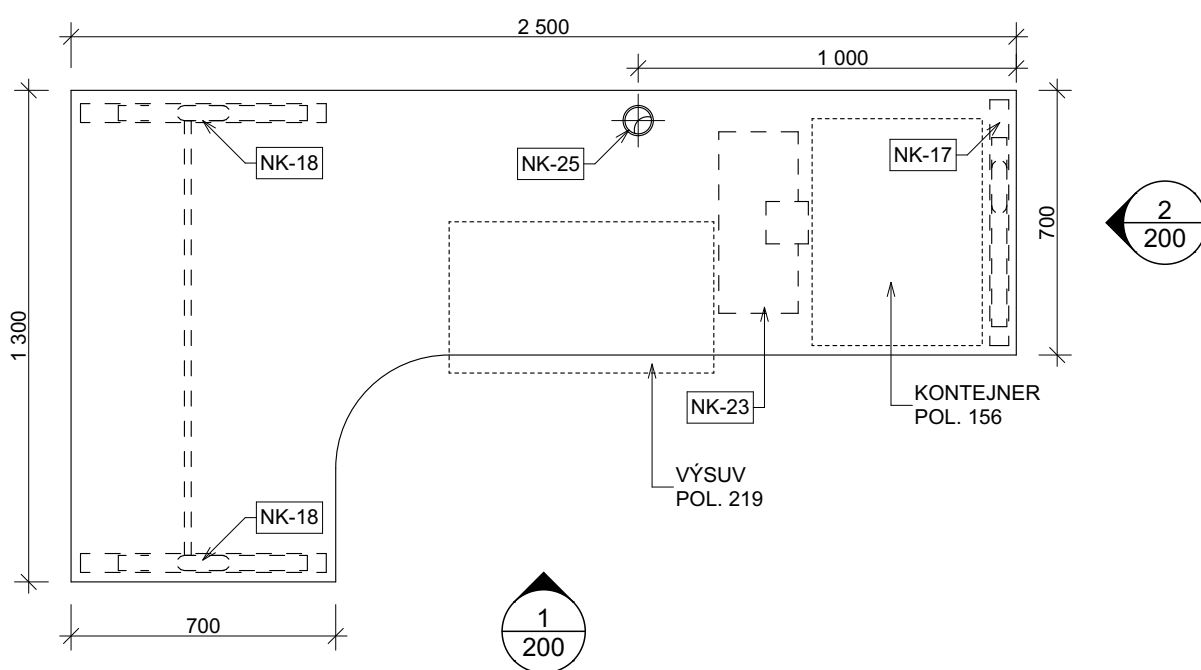 2 500
1 000
NK-18
NK-25
NK-17
700
2
200
1 300
KONTEJNER
POL. 156
NK-23
VÝSUV
POL. 219
NK-18
700
1
200